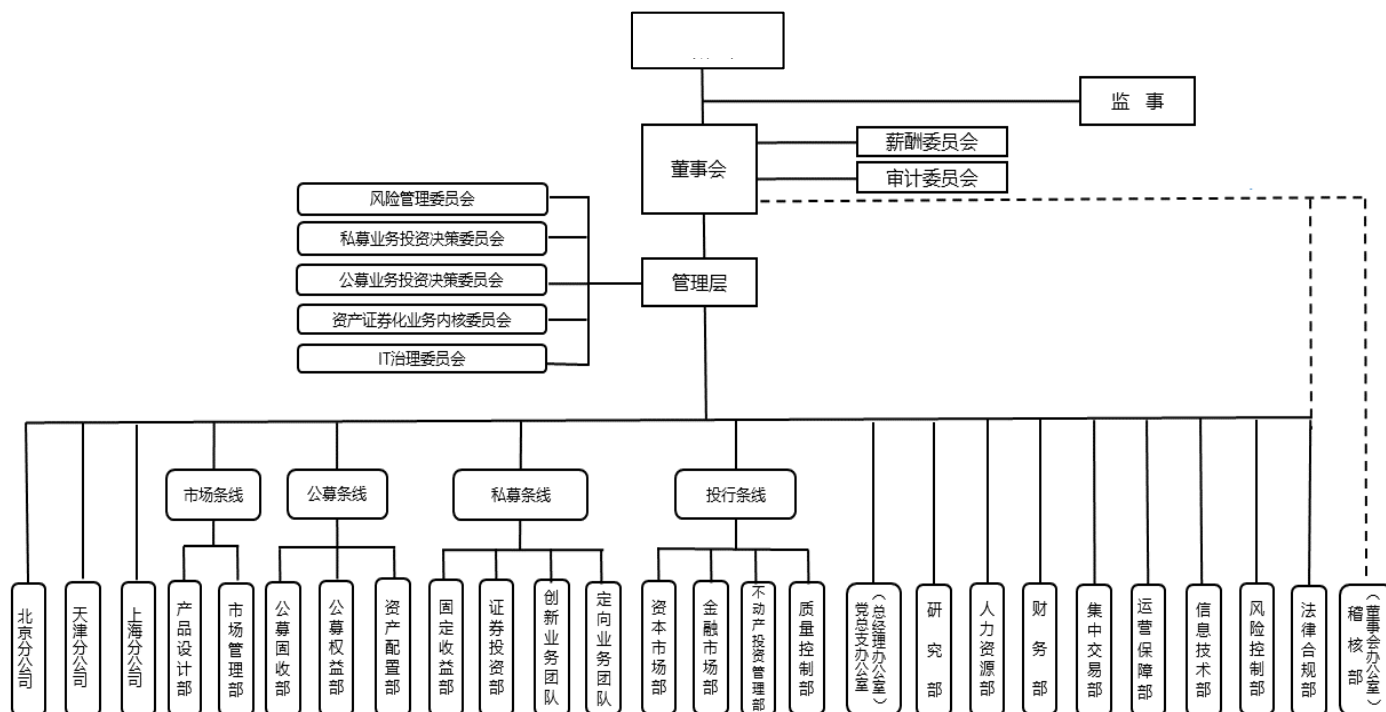 监 事
董事会
薪酬委员会
审计委员会
风险管理委员会
私募业务投资决策委员会
公募业务投资决策委员会
资产证券化业务内核委员会
IT治理委员会
管理层
市场条线
公募条线
私募条线
投行条线
北京分公司
天津分公司
上海分公司
产品设计部
市场管理部
公募固收部
公募权益部
资产配置部
固定收益部
证券投资部
创新业务团队
定向业务团队
资本市场部
金融市场部
不动产投资管理部
质量控制部
党总支办公室
（总经理办公室）
研究部
人力资源部
财务部
集中交易部
运营保障部
信息技术部
风险控制部
法律合规部
稽核部
（董事会办公室）